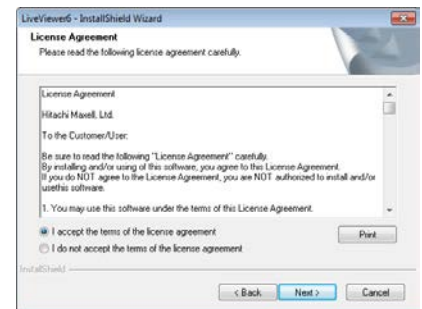 LiveViewer6 - InstallShield Wizard
License Agreement
Please read the following license agreement carefully.
License Agreement
Hitachi Maxell, Ltd.
To the Customer/User:
Be sure to read the following "License Agreement" carefully.
By installing and/or using of this software, you agree to this License Agreement.
If you do NOT agree to the License Agreement, you are NOT authorized to install and/or
usethis software.
1. You may use this software under the terms of this License Agreement.
I accept the terms of the license agreement
Print
I do not accept the terms of the license agreement
InstallShield
< Back
Next >
Cancel